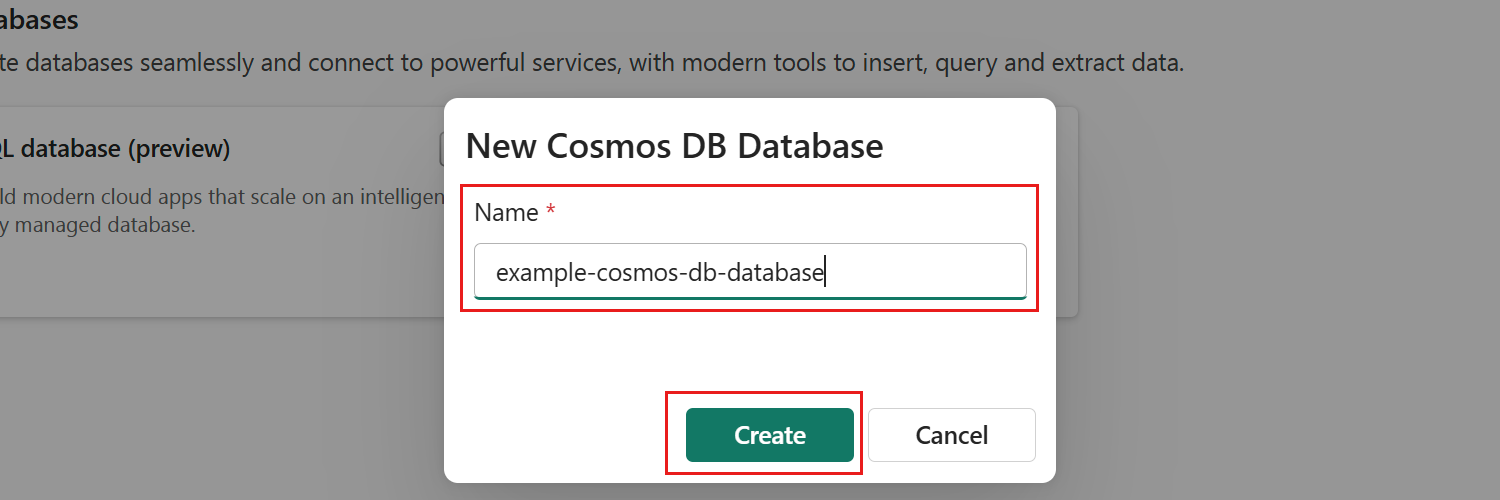 abases
te databases seamlessly and connect to powerful services, with modern tools to insert, query and extract data.
QL database (preview)
ld modern cloud apps that scale on an intelligen
y managed database.
New Cosmos DB Database
Name *
example-cosmos-db-database
Create
Cancel